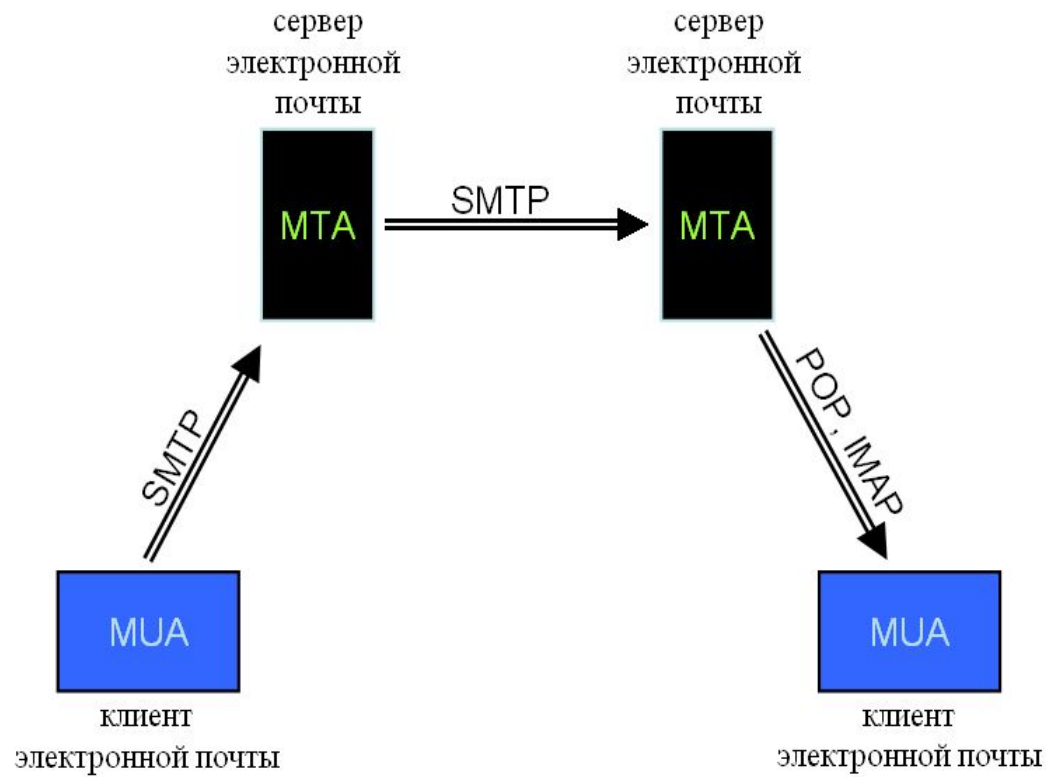 сервер
электронной
почты
сервер
электронной
почты
MTA
SMTP
MTA
SMTP
POP , IMAP
MUA
MUA
клиент
электронной почты
клиент
электронной почты